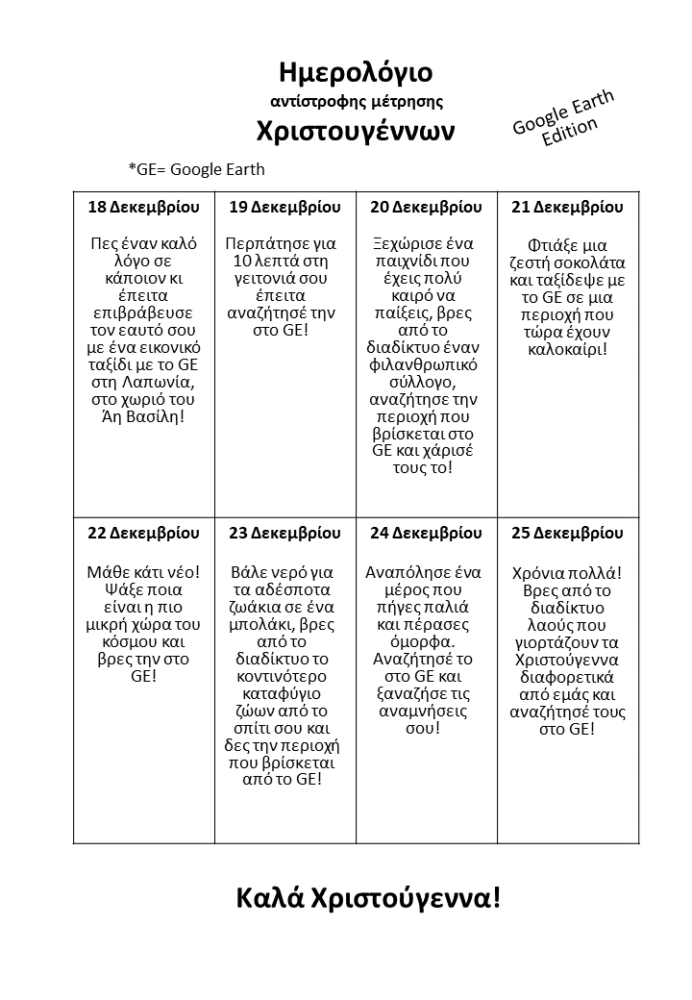 Ημερολόγιο
αντίστροφης μέτρησης
Χριστουγέννων
Google Earth
Edition
*GE= Google Earth
18 Δεκεμβρίου
Πες έναν καλό
λόγο σε
κάποιον κι
έπειτα
επιβράβευσε
τον εαυτό σου
με ένα εικονικό
ταξίδι με το GE
στη Λαπωνία,
στο χωριό του
Άη Βασίλη!
19 Δεκεμβρίου
Περπάτησε για
10 λεπτά στη
γειτονιά σου
έπειτα
αναζήτησέ την
στο GE!
20 Δεκεμβρίου
Ξεχώρισε ένα
παιχνίδι που
έχεις πολύ
καιρό να
παίξεις, βρες
από το
διαδίκτυο έναν
φιλανθρωπικό
σύλλογο,
αναζήτησε την
περιοχή που
βρίσκεται στο
GE και χάρισέ
τους το!
21 Δεκεμβρίου
Φτιάξε μια
ζεστή σοκολάτα
και ταξίδεψε με
το GE σε μια
περιοχή που
τώρα έχουν
καλοκαίρι!
22 Δεκεμβρίου
Μάθε κάτι νέο!
Ψάξε ποια
είναι η πιο
μικρή χώρα του
κόσμου και
βρες την στο
GE!
23 Δεκεμβρίου
Βάλε νερό για
τα αδέσποτα
ζωάκια σε ένα
μπολάκι, βρες
από το
διαδίκτυο το
κοντινότερο
καταφύγιο
ζώων από το
σπίτι σου και
δες την περιοχή
που βρίσκεται
από το GE!
24 Δεκεμβρίου
Αναπόλησε ένα
μέρος που
πήγες παλιά
και πέρασες
όμορφα.
Αναζήτησέ το
στο GE και
ξαναζήσε τις
αναμνήσεις
σου!
25 Δεκεμβρίου
Χρόνια πολλά!
Βρες από το
διαδίκτυο
λαούς που
γιορτάζουν τα
Χριστούγεννα
διαφορετικά
από εμάς και
αναζήτησέ τους
στο GE!
Καλά Χριστούγεννα!